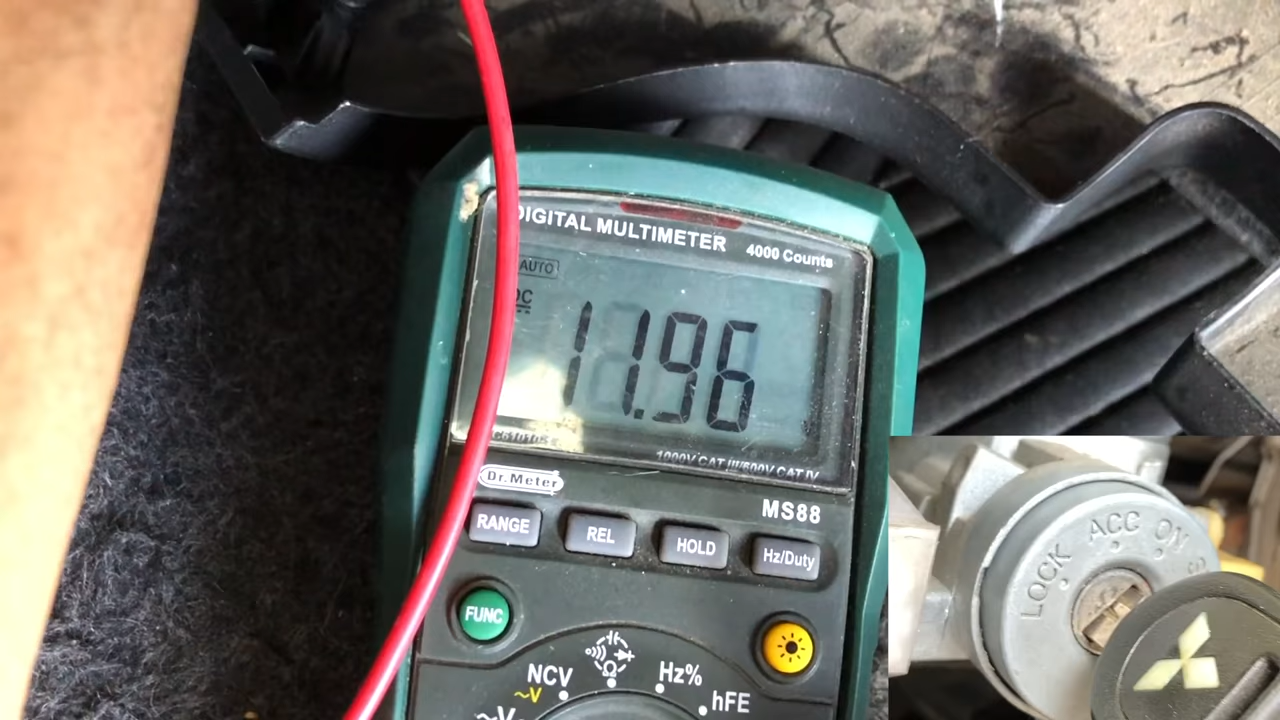 DIGITAL MULTIMETER 4000 Counts
AUTO
DC
11.96
1000V CAT III/600V CAT IV
Dr.Meter
MS88
RANGE REL HOLD Hz/Duty
FUNC
NCV Hz%
~V hFE
~V
LOCK ACC ON S